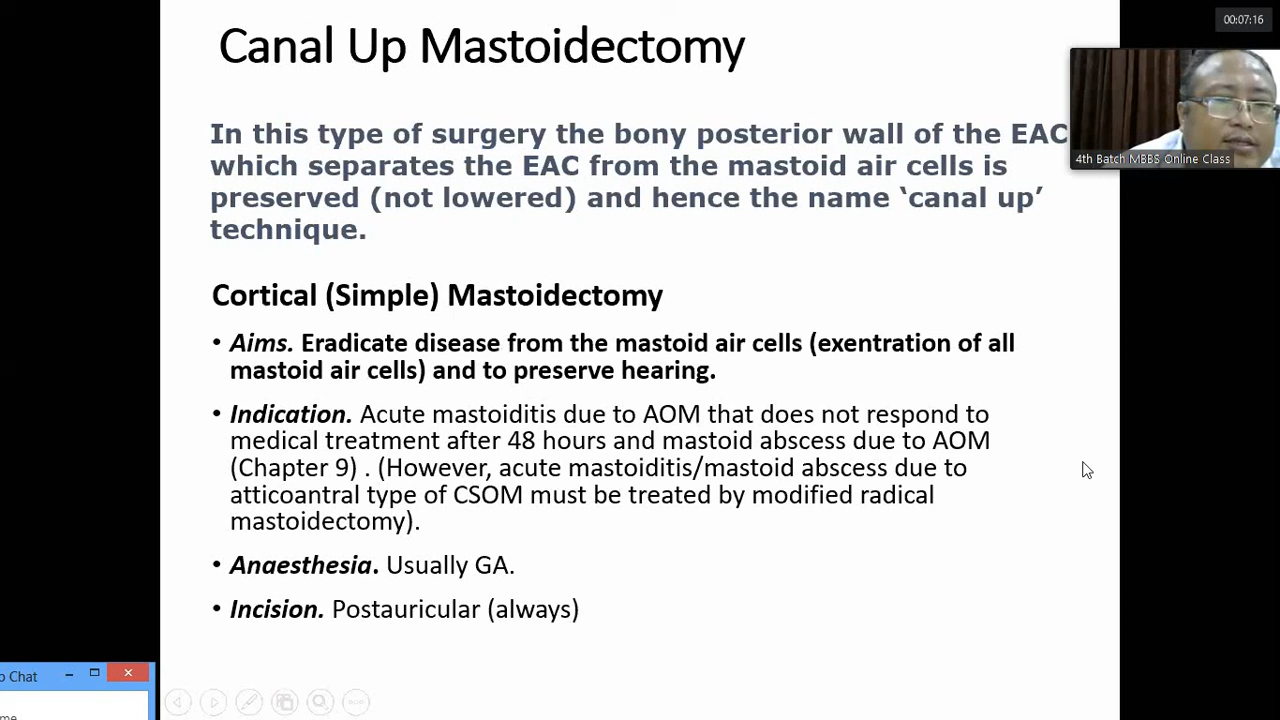 00:07:16
Canal Up Mastoidectomy
4th Batch MBBS Online Class
In this type of surgery the bony posterior wall of the EAC
which separates the EAC from the mastoid air cells is
preserved (not lowered) and hence the name ‘canal up’
technique.
Cortical (Simple) Mastoidectomy
• Aims. Eradicate disease from the mastoid air cells (exentration of all
mastoid air cells) and to preserve hearing.
• Indication. Acute mastoiditis due to AOM that does not respond to
medical treatment after 48 hours and mastoid abscess due to AOM
(Chapter 9) . (However, acute mastoiditis/mastoid abscess due to
atticoantral type of CSOM must be treated by modified radical
mastoidectomy).
• Anaesthesia. Usually GA.
• Incision. Postauricular (always)
Chat